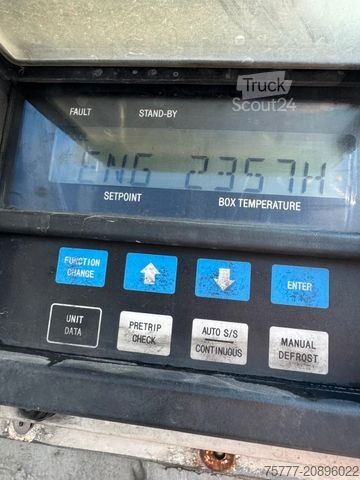 Truck
Scout24
FAULT STAND-BY
ENG 2357H
SETPOINT BOX TEMPERATURE
FUNCTION
CHANGE
ENTER
UNIT
DATA
PRETRIP
CHECK
AUTO S/S
CONTINUOUS
MANUAL
DEFROST
75777-20896022